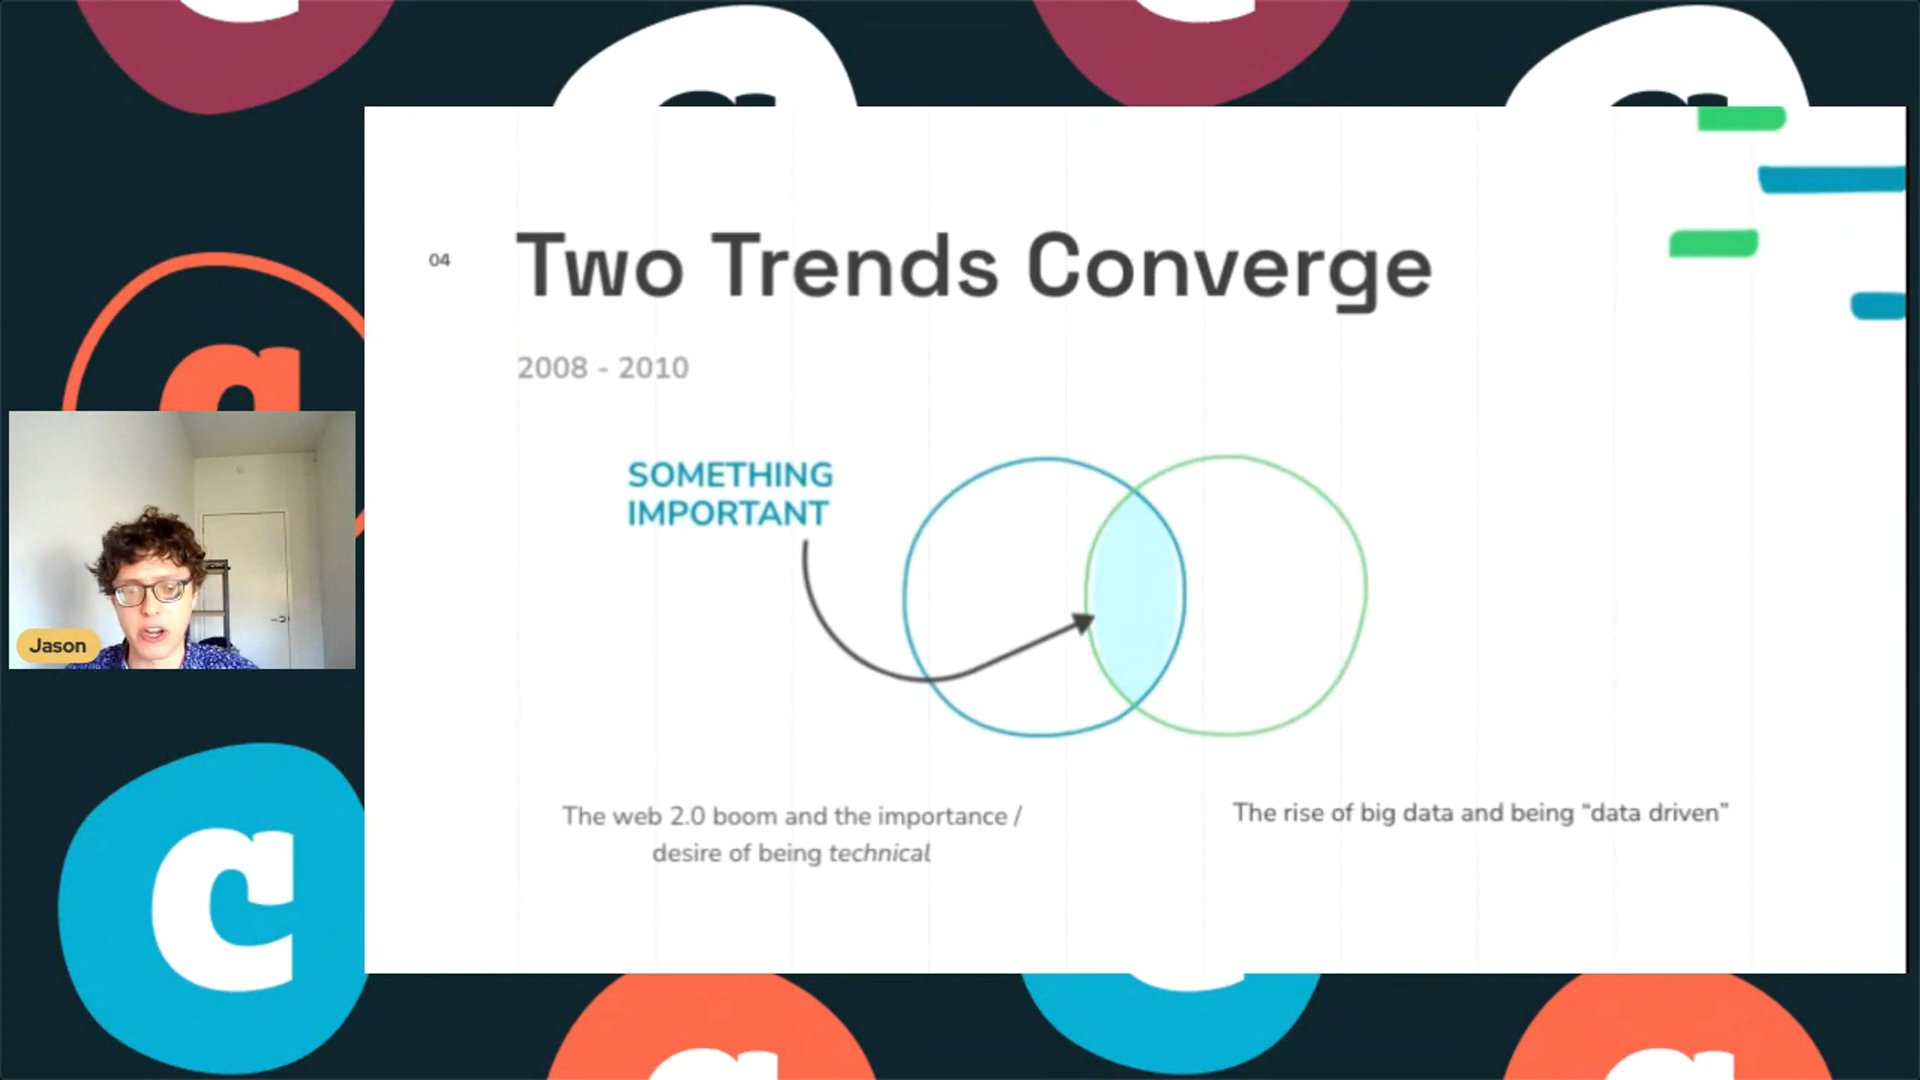 04
Two Trends Converge
2008 - 2010
SOMETHING
IMPORTANT
The web 2.0 boom and the importance /
desire of being technical
The rise of big data and being “data driven”
Jason